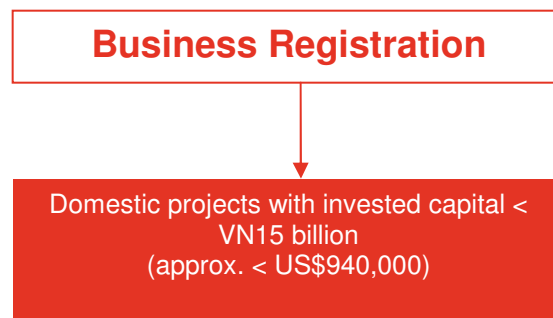 Business Registration
Domestic projects with invested capital <
VN15 billion
(approx. < US$940,000)